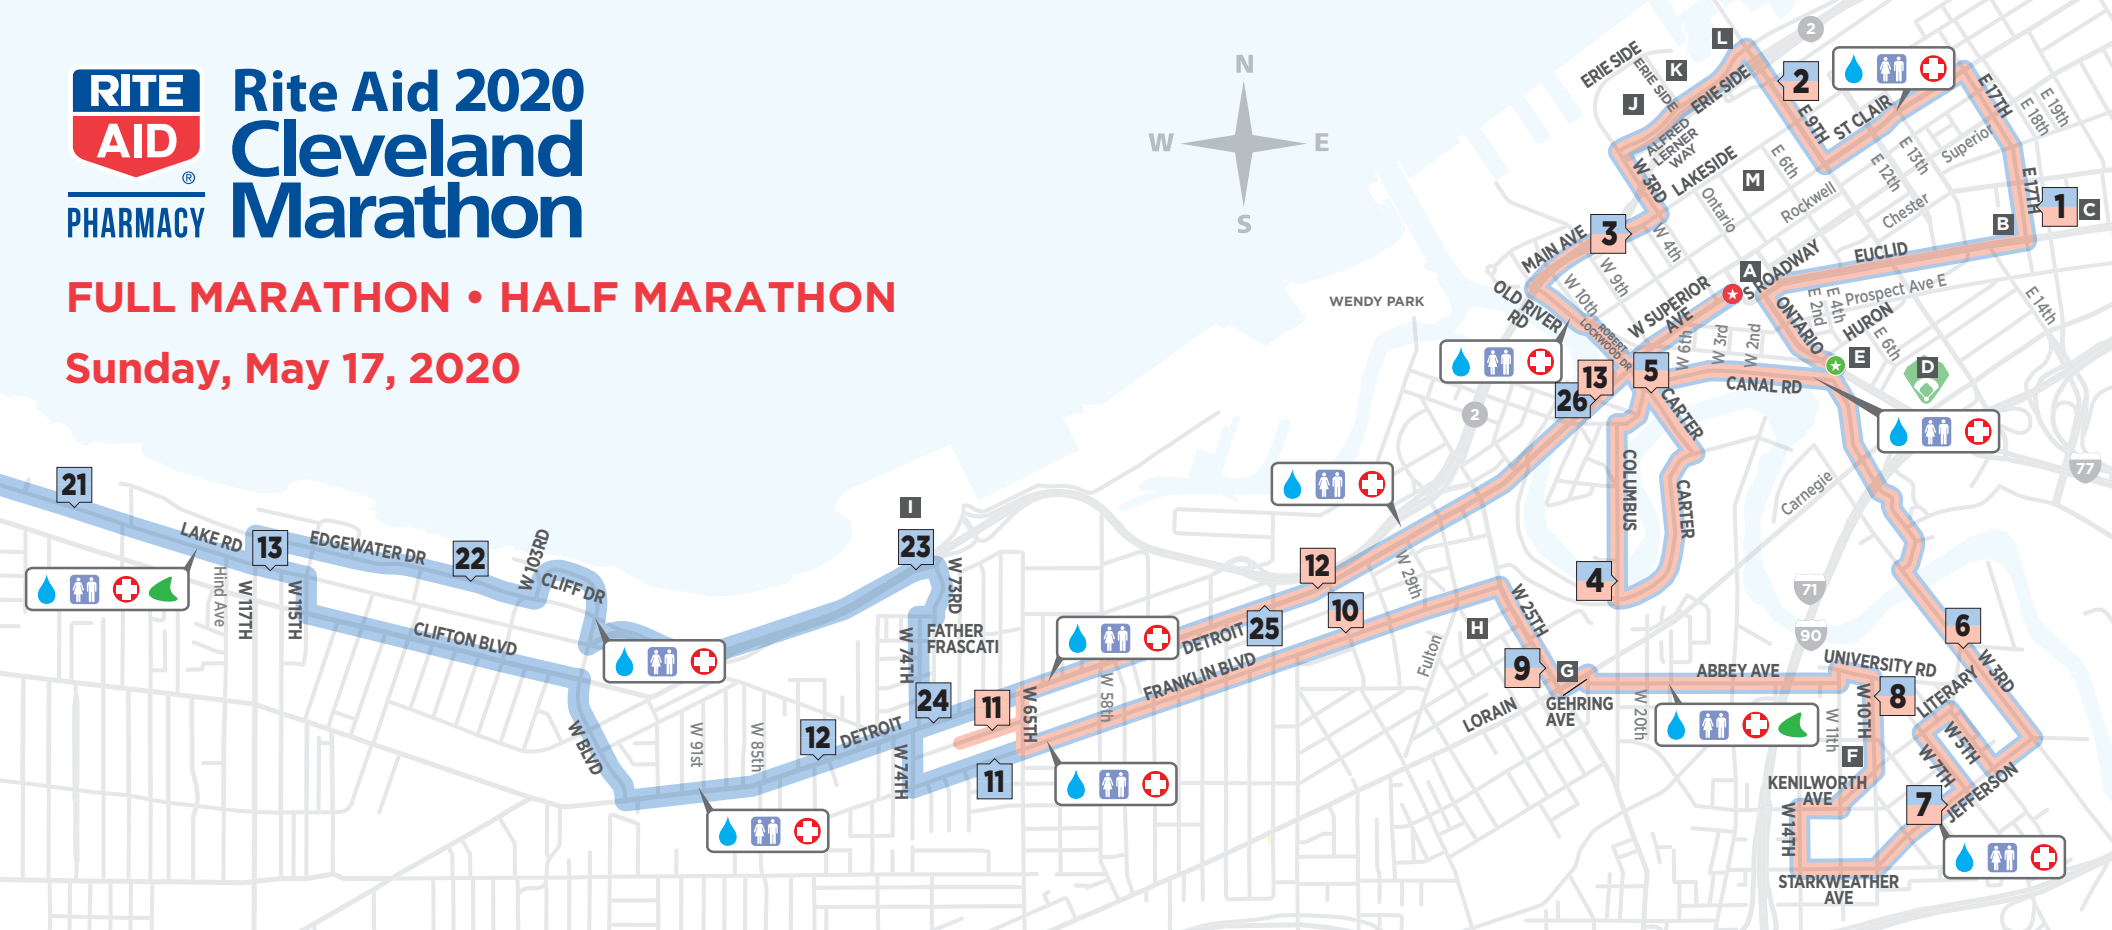 RITE
AID
®
PHARMACY
Rite Aid 2020
Cleveland
Marathon
FULL MARATHON • HALF MARATHON
Sunday, May 17, 2020
N
W
E
S
L
2
K
J
ERIE SIDE
ERIE SIDE
ERIE SIDE
2
E 9TH
ST CLAIR
E 17TH
E 19th
E 18th
ALFRED
LERNER
WAY
W 3RD
LAKESIDE
M
E 6th
E 12th
E 13th
Superior
Ontario
Rockwell
Chester
E 17TH
1
C
B
3
MAIN AVE
W 4th
W 9th
W 10th
A
S ROADWAY
EUCLID
WENDY PARK
OLD RIVER
RD
ROBERT
LOCKWOOD DR
W SUPERIOR
AVE
ONTARIO
E 2nd
E 4th
Prospect Ave E
HURON
E 6th
E 14th
W 6th
W 3rd
W 2nd
E
D
13
5
26
CANAL RD
CARTER
2
77
21
LAKE RD
13
EDGEWATER DR
22
W 103RD
CLIFF DR
I
23
COLUMBUS
CARTER
Carnegie
4
71
90
Hind Ave
W 117TH
W 115TH
CLIFTON BLVD
W 73RD
FATHER
FRASCATI
W 74TH
12
10
W 29th
W 25TH
DETROIT
25
FRANKLIN BLVD
Fulton
H
6
W 3RD
9
G
ABBEY AVE
UNIVERSITY RD
LITERARY
24
11
W 65TH
W 58th
LORAIN
GEHRING
AVE
W 20th
W 11th
W 10TH
8
W BLVD
W 91st
W 85th
12
DETROIT
W 74TH
11
F
W 5TH
W 7TH
KENILWORTH
AVE
7
JEFFERSON
W 14TH
STARKWEATHER
AVE